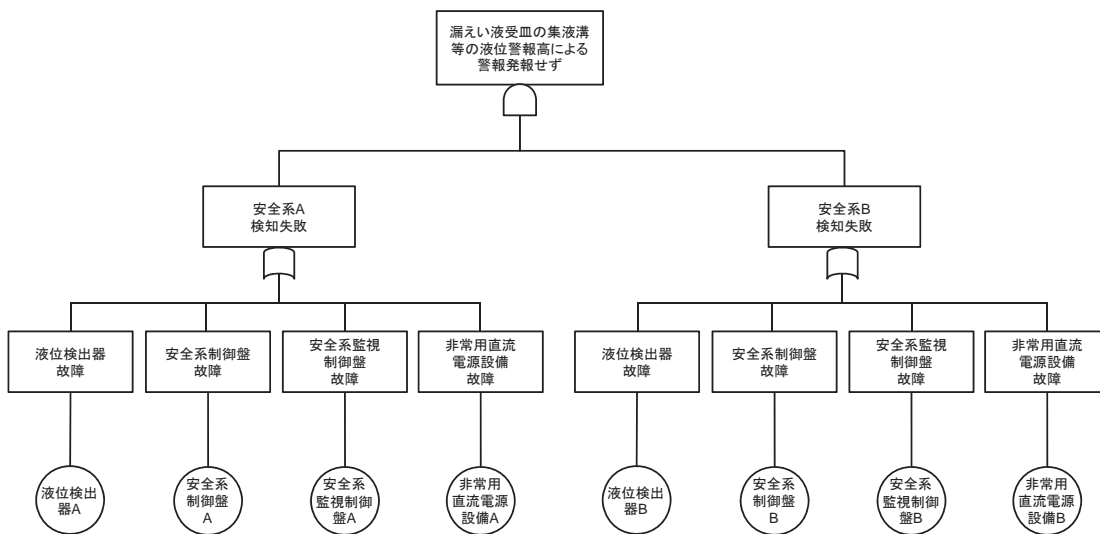 漏えい液受皿の集液溝
等の液位警報高による
警報発報せず
安全系A
検知失敗
安全系B
検知失敗
液位検出器
故障
安全系制御盤
故障
安全系監視
制御盤
故障
非常用直流
電源設備
故障
液位検出器
故障
安全系制御盤
故障
安全系監視
制御盤
故障
非常用直流
電源設備
故障
液位検出
器A
安全系
制御盤
A
安全系
監視制御
盤A
非常用
直流電源
設備A
液位検出
器B
安全系
制御盤
B
安全系
監視制
御盤B
非常用
直流電源
設備B